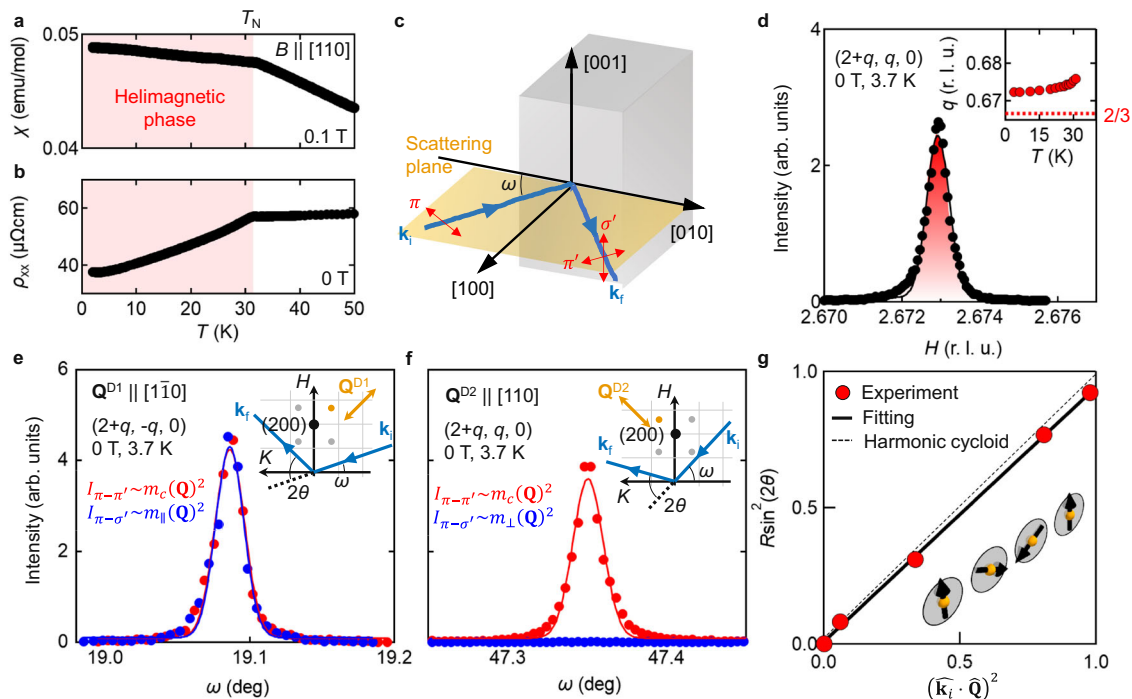 a
T_N
0.05
B || [110]
Helimagnetic
phase
χ (emu/mol)
0.04
0.1 T
b
60
40
ρxx (μΩcm)
0 T
0 10 20 30 40 50
T (K)
c
[001]
Scattering
plane
ω
π
k_i
σ′
π′
k_f
[010]
[100]
d
4
2
0
Intensity (arb. units)
(2+q, q, 0)
0 T, 3.7 K
q (r. l. u.)
0.68
0.67
2/3
0 15 30
T (K)
2.670 2.672 2.674 2.676
H (r. l. u.)
e
6
4
2
0
Intensity (arb. units)
Q^D1 || [11̅0]
(2+q, -q, 0)
0 T, 3.7 K
I_π−π′~m_c(Q)²
I_π−σ′~m_∥(Q)²
H
Q^D1
k_f
(200)
k_i
K
ω
2θ
19.0 19.1 19.2
ω (deg)
f
Q^D2 || [110]
(2+q, q, 0)
0 T, 3.7 K
I_π−π′~m_c(Q)²
I_π−σ′~m_⊥(Q)²
Q^D2
H
k_i
(200)
k_f
K
ω
2θ
47.3 47.4
ω (deg)
g
1.0
0.5
0.0
Rsin²(2θ)
Experiment
Fitting
Harmonic cycloid
0.0 0.5 1.0
(k̂_i · Q̂)²